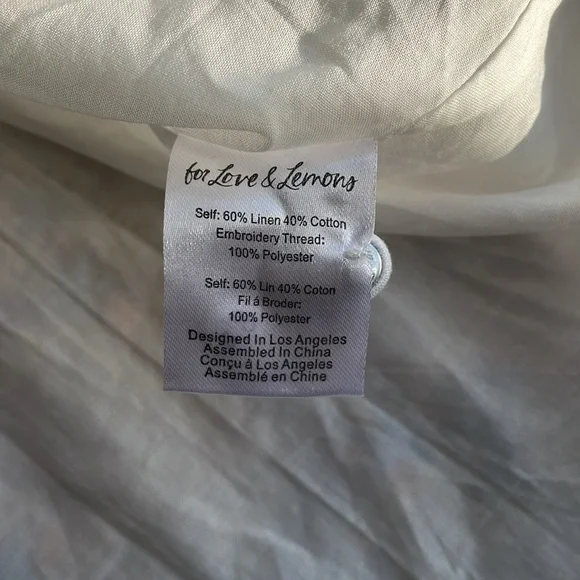 for Love & Lemons
Self: 60% Linen 40% Cotton
Embroidery Thread:
100% Polyester
Self: 60% Lin 40% Coton
Fil á Broder:
100% Polyester
Designed In Los Angeles
Assembled In China
Conçu à Los Angeles
Assemblé en Chine